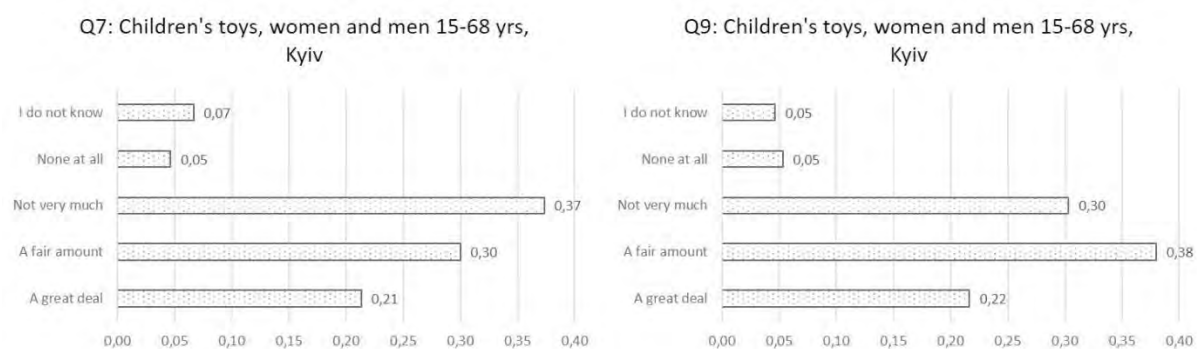 Q7: Children's toys, women and men 15-68 yrs,
Kyiv
I do not know
0,07
None at all
0,05
Not very much
0,37
A fair amount
0,30
A great deal
0,21
0,00 0,05 0,10 0,15 0,20 0,25 0,30 0,35 0,40
Q9: Children's toys, women and men 15-68 yrs,
Kyiv
I do not know
0,05
None at all
0,05
Not very much
0,30
A fair amount
0,38
A great deal
0,22
0,00 0,05 0,10 0,15 0,20 0,25 0,30 0,35 0,40